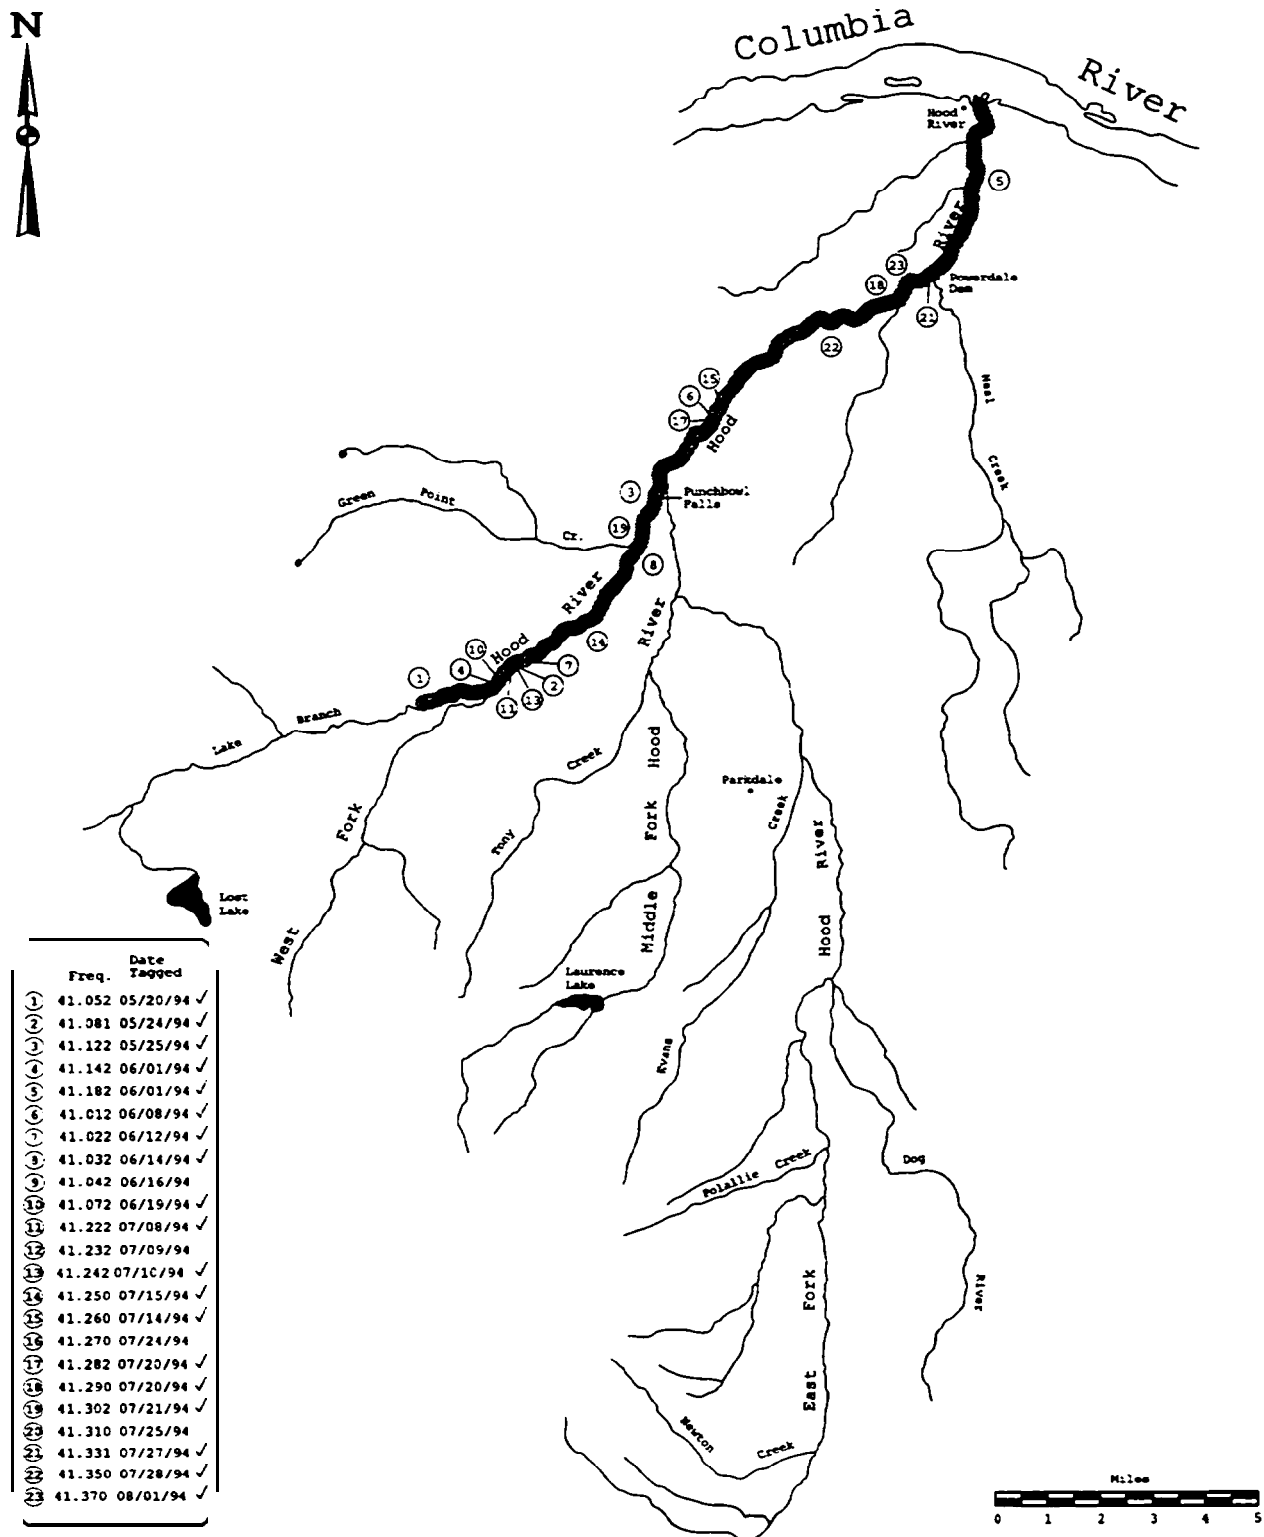 N
Columbia
River
Hood
River
5
River
23
18
Powerdale
Dam
21
22
15
6
17
Hood
Neal
Creek
3
Punchbowl
Falls
Green
Point
19
Cr.
8
River
River
14
Hood
10
4
7
1
2
13
11
Branch
Lake
Creek
Hood
Parkdale
Creek
Fork
Fork
River
Tony
Lost
Lake
Middle
Hood
West
Laurence
Lake
Evans
Dog
Polallie Creek
River
Fork
East
Newton
Creek
Freq. Date Tagged
1 41.052 05/20/94 ✓
2 41.081 05/24/94 ✓
3 41.122 05/25/94 ✓
4 41.142 06/01/94 ✓
5 41.182 06/01/94 ✓
6 41.012 06/08/94 ✓
7 41.022 06/12/94 ✓
8 41.032 06/14/94 ✓
9 41.042 06/16/94
10 41.072 06/19/94 ✓
11 41.222 07/08/94 ✓
12 41.232 07/09/94
13 41.242 07/10/94 ✓
14 41.250 07/15/94 ✓
15 41.260 07/14/94 ✓
16 41.270 07/24/94
17 41.282 07/20/94 ✓
18 41.290 07/20/94 ✓
19 41.302 07/21/94 ✓
20 41.310 07/25/94
21 41.331 07/27/94 ✓
22 41.350 07/28/94 ✓
23 41.370 08/01/94 ✓
Miles
0 1 2 3 4 5